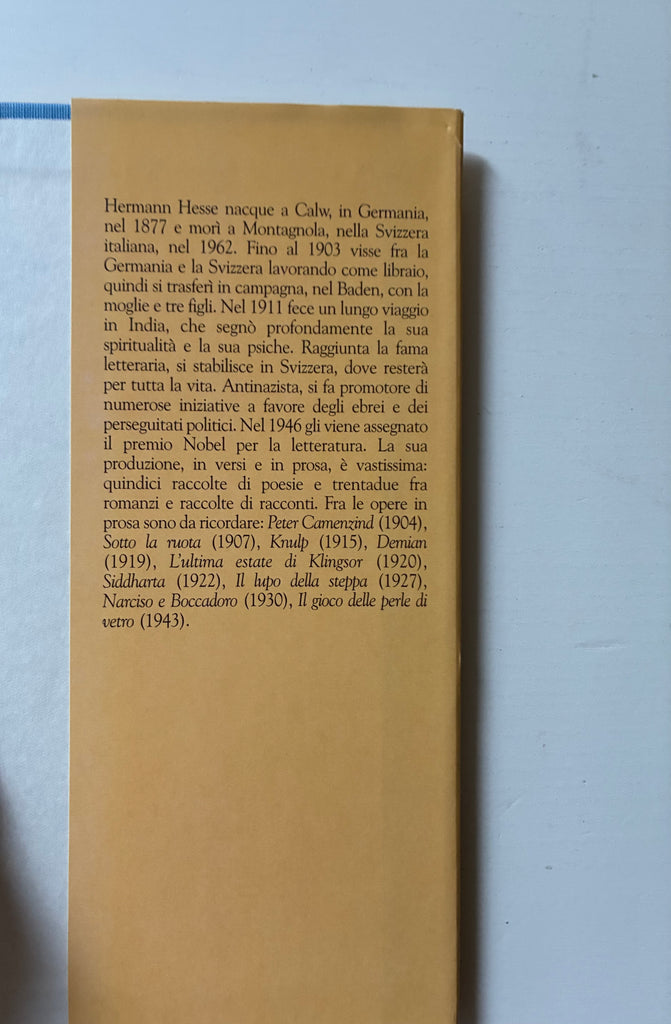 Hermann Hesse nacque a Calw, in Germania,
nel 1877 e morì a Montagnola, nella Svizzera
italiana, nel 1962. Fino al 1903 visse fra la
Germania e la Svizzera lavorando come libraio,
quindi si trasferì in campagna, nel Baden, con la
moglie e tre figli. Nel 1911 fece un lungo viaggio
in India, che segnò profondamente la sua
spiritualità e la sua psiche. Raggiunta la fama
letteraria, si stabilisce in Svizzera, dove resterà
per tutta la vita. Antinazista, si fa promotore di
numerose iniziative a favore degli ebrei e dei
perseguitati politici. Nel 1946 gli viene assegnato
il premio Nobel per la letteratura. La sua
produzione, in versi e in prosa, è vastissima:
quindici raccolte di poesie e trentadue fra
romanzi e raccolte di racconti. Fra le opere in
prosa sono da ricordare: Peter Camenzind (1904),
Sotto la ruota (1907), Knulp (1915), Demian
(1919), L'ultima estate di Klingsor (1920),
Siddharta (1922), Il lupo della steppa (1927),
Narciso e Boccadoro (1930), Il gioco delle perle di
vetro (1943).